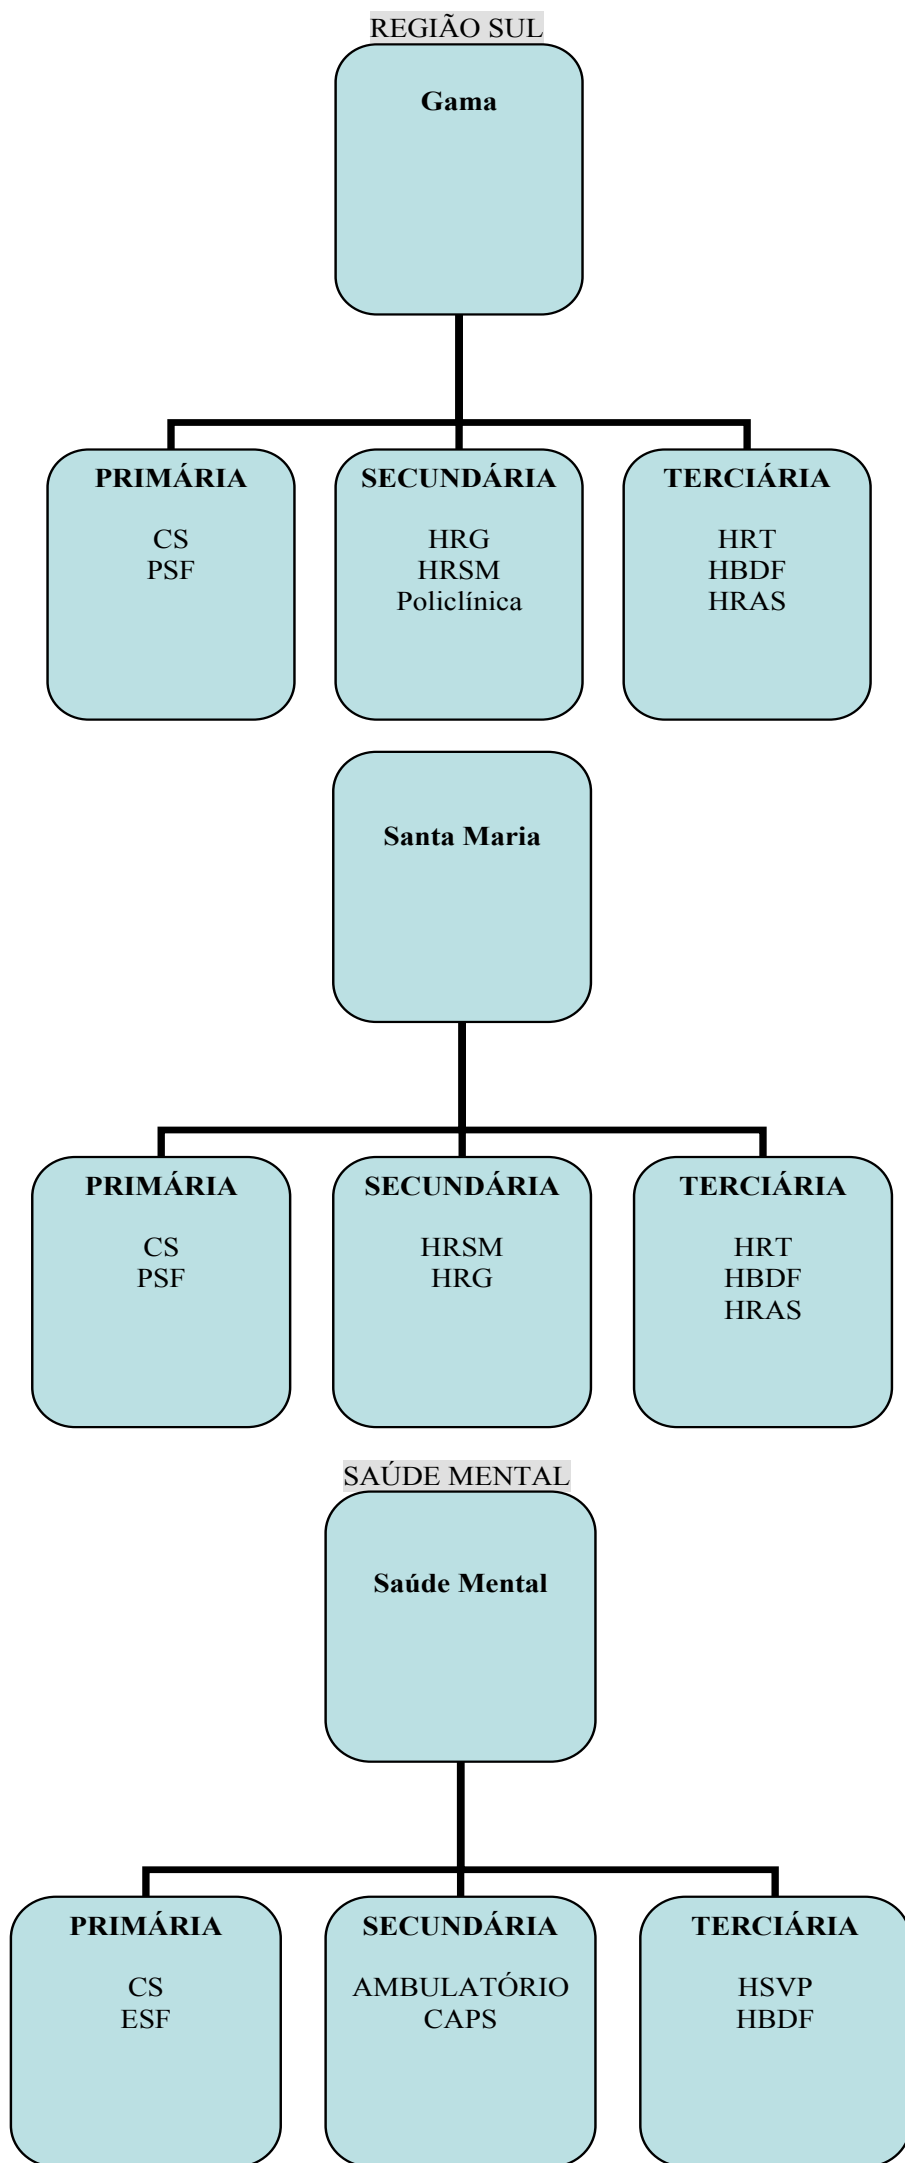 REGIÃO SUL
Gama
PRIMÁRIA
CS
PSF
SECUNDÁRIA
HRG
HRSM
Policlínica
TERCIÁRIA
HRT
HBDF
HRAS
Santa Maria
PRIMÁRIA
CS
PSF
SECUNDÁRIA
HRSM
HRG
TERCIÁRIA
HRT
HBDF
HRAS
SAÚDE MENTAL
Saúde Mental
PRIMÁRIA
CS
ESF
SECUNDÁRIA
AMBULATÓRIO
CAPS
TERCIÁRIA
HSVP
HBDF